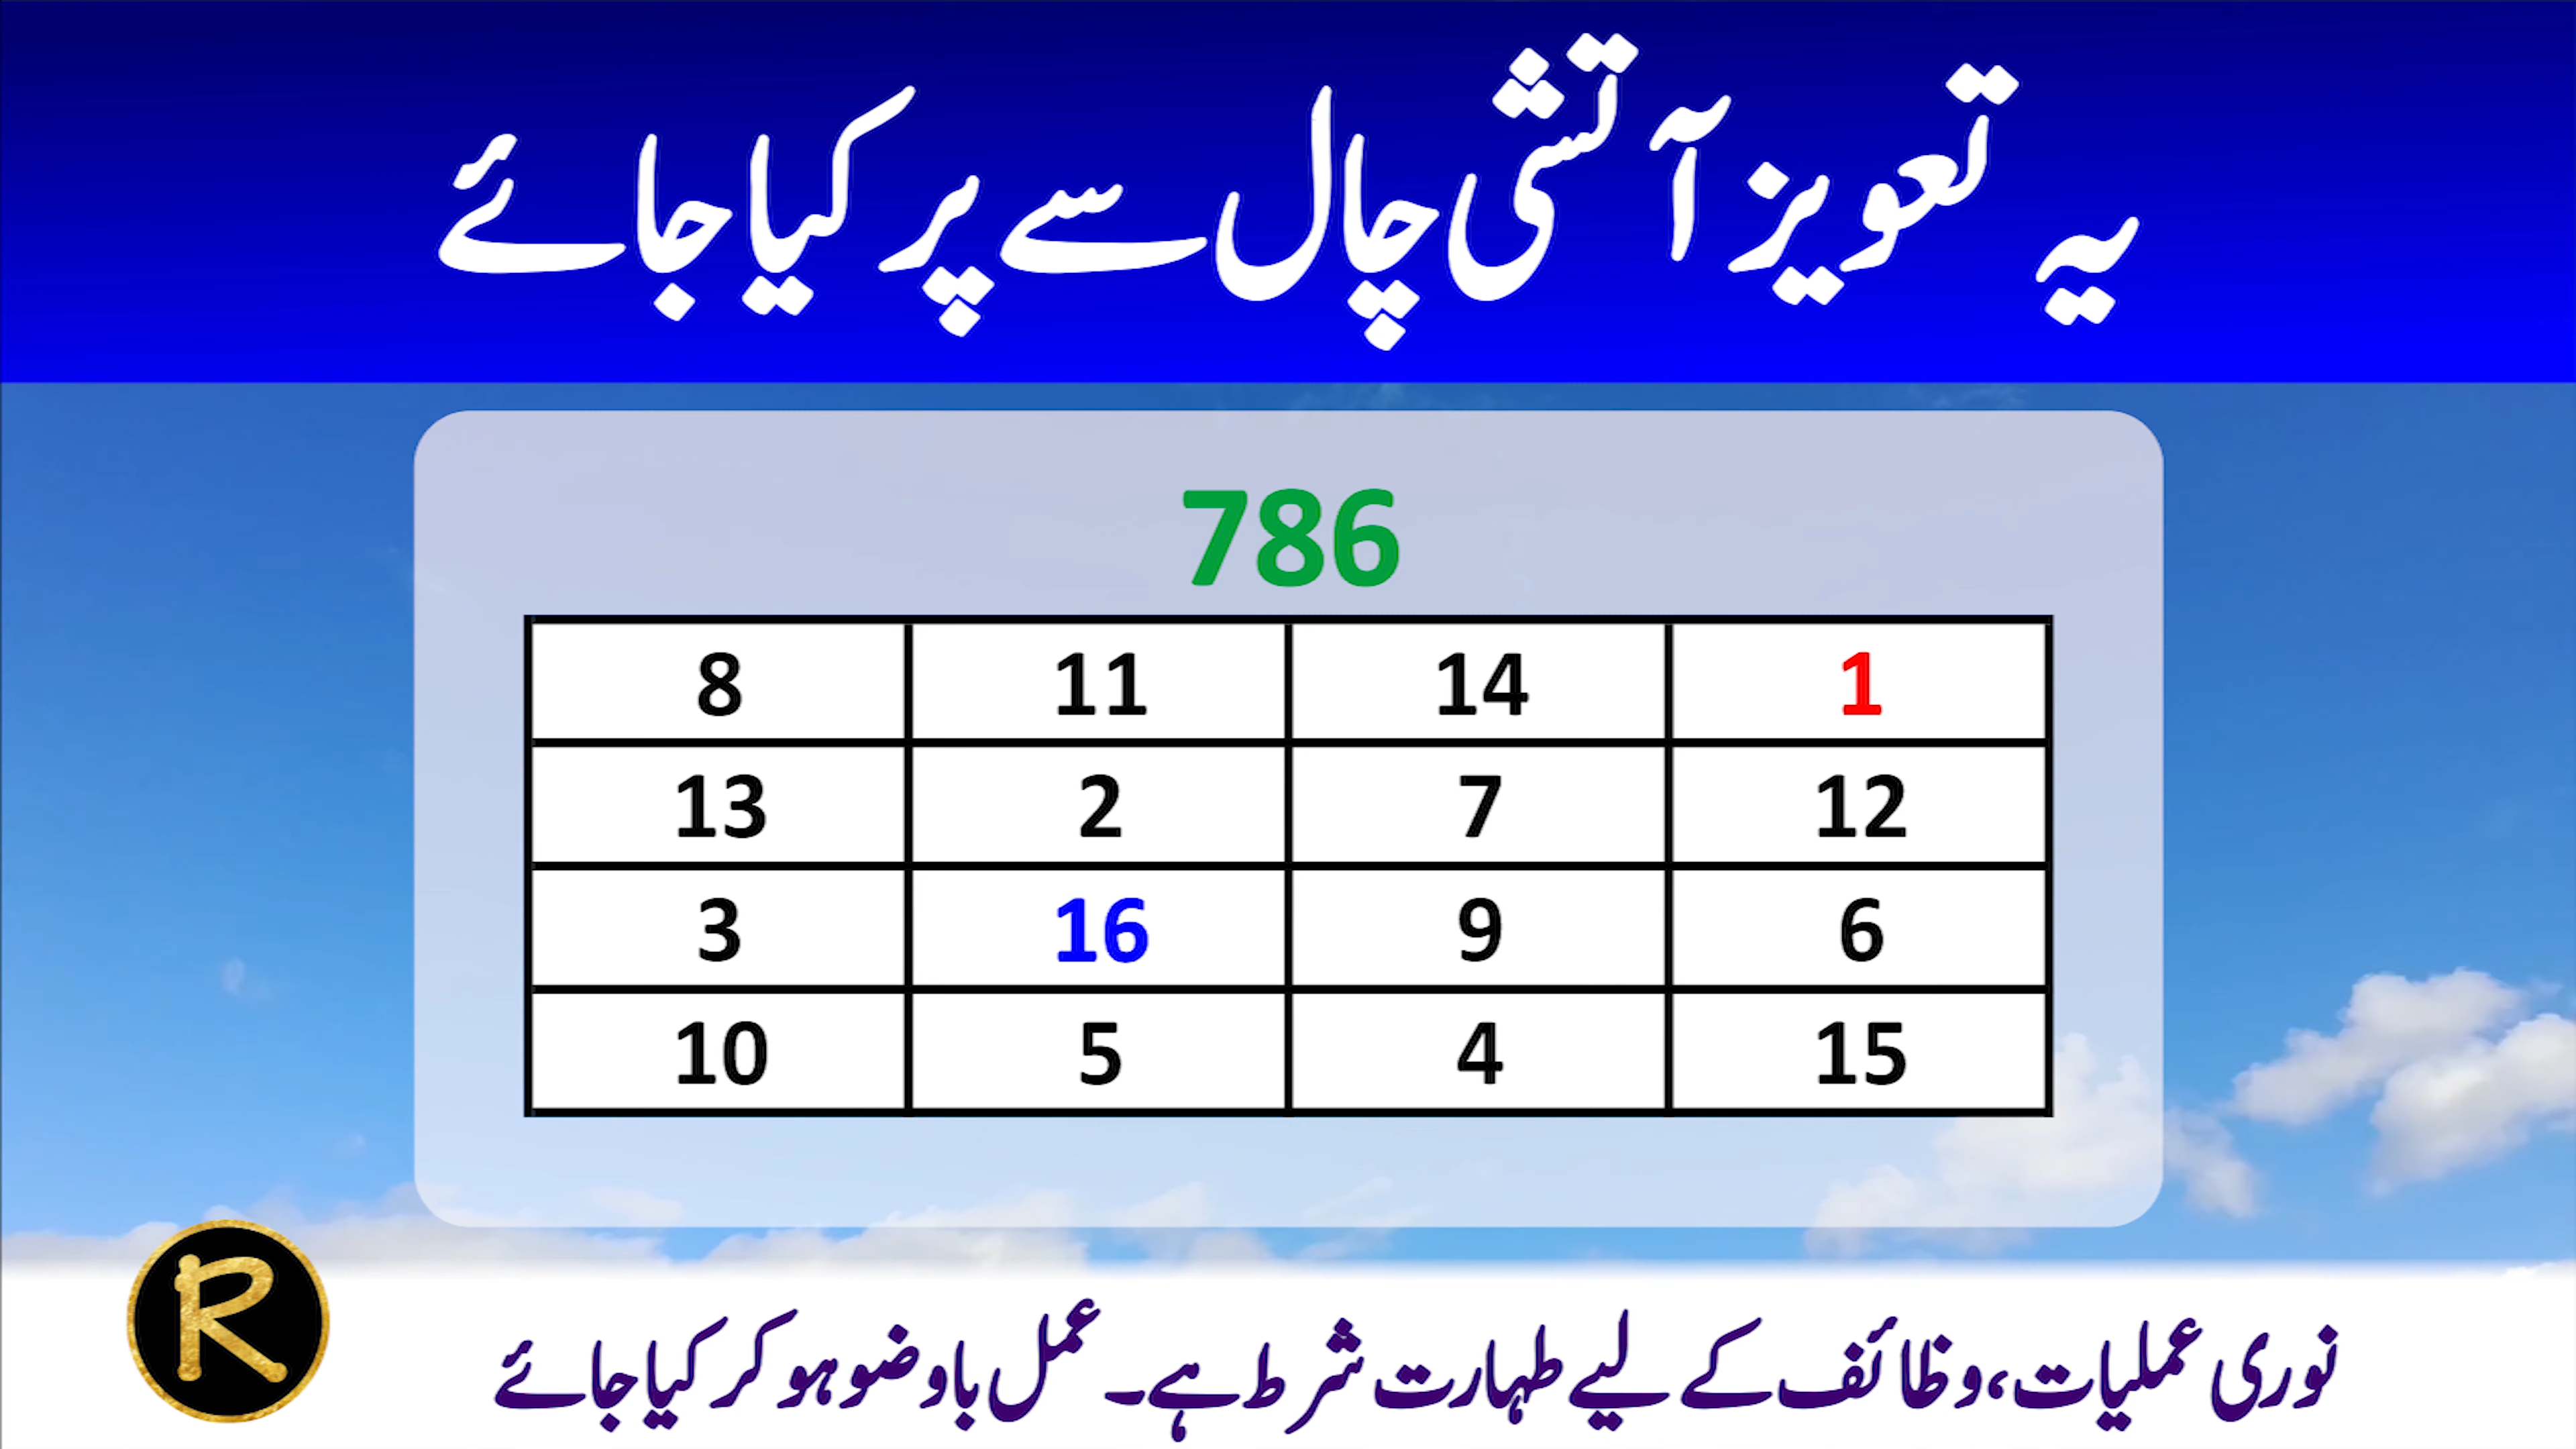 یہ تعویز آتشی چال سے پر کیا جائے
786
8 11 14 1
13 2 7 12
3 16 9 6
10 5 4 15
R
نوری عملیات، وظائف کے لیے طہارت شرط ہے۔ عمل باوضو ہو کر کیا جائے